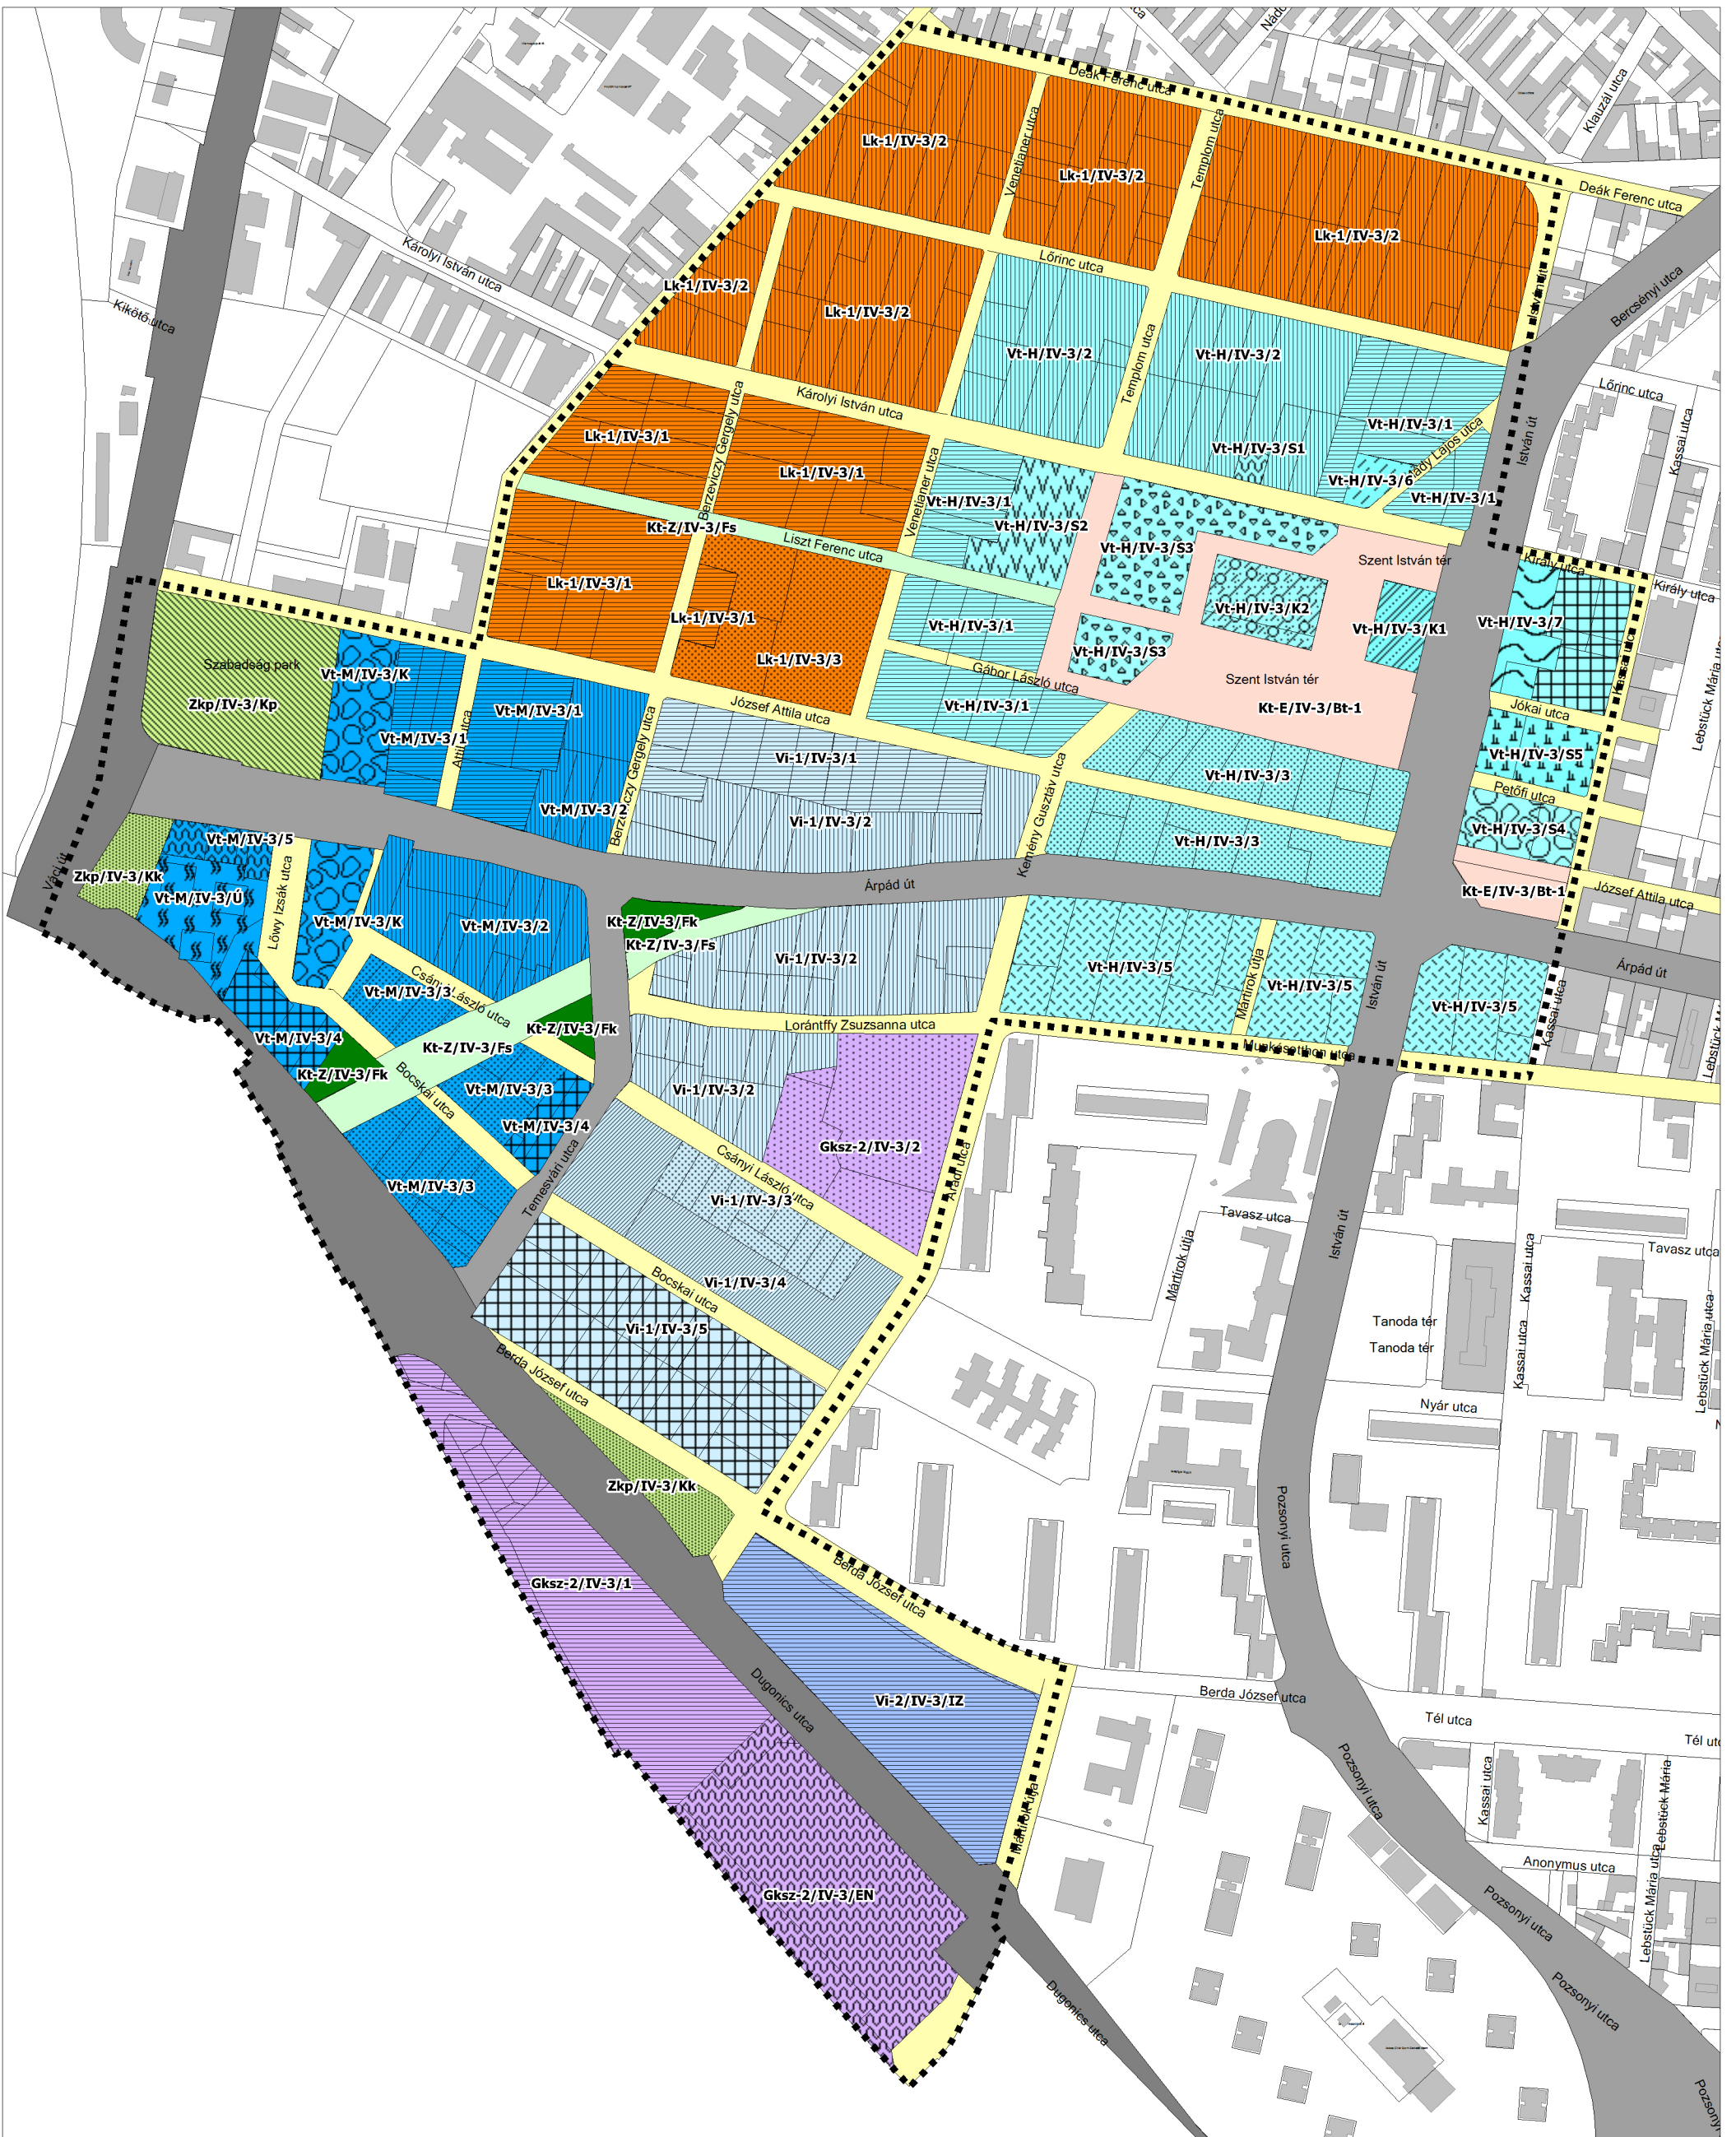 Deák Ferenc utca
Klauzál utca
Lk-1/IV-3/2
Venetianer utca
Lk-1/IV-3/2
Templom utca
Deák Ferenc utca
Lk-1/IV-3/2
Károlyi István utca
Lőrinc utca
István út
Bercsényi utca
Lk-1/IV-3/2
Kikötő utca
Lk-1/IV-3/2
Vt-H/IV-3/2
Templom utca
Vt-H/IV-3/2
Lőrinc utca
Károlyi István utca
Berzeviczy Gergely utca
Lk-1/IV-3/1
Vt-H/IV-3/1
Vt-H/IV-3/S1
István út
Kassai utca
Lk-1/IV-3/1
Venetianer utca
Vt-H/IV-3/6
Vt-H/IV-3/1
Vt-H/IV-3/1
Kt-Z/IV-3/Fs
Vt-H/IV-3/S2
Liszt Ferenc utca
Vt-H/IV-3/S3
Szent István tér
Király utca
Lk-1/IV-3/1
Király utca
Lk-1/IV-3/1
Vt-H/IV-3/1
Vt-H/IV-3/K2
Vt-H/IV-3/K1
Vt-H/IV-3/7
Szabadság park
Vt-M/IV-3/K
Lk-1/IV-3/3
Vt-H/IV-3/S3
Kassai utca
Gábor László utca
Szent István tér
Zkp/IV-3/Kp
Vt-M/IV-3/1
József Attila utca
Vt-H/IV-3/1
Kt-E/IV-3/Bt-1
Jókai utca
Vt-M/IV-3/1
Attila utca
Berzeviczy Gergely utca
Vi-1/IV-3/1
Vt-H/IV-3/3
Vt-H/IV-3/S5
Petőfi utca
Vt-M/IV-3/2
Vi-1/IV-3/2
Kemény Gusztáv utca
Vt-H/IV-3/3
Vt-H/IV-3/S4
Vt-M/IV-3/5
Váci út
Zkp/IV-3/Kk
Árpád út
Kt-E/IV-3/Bt-1
József Attila utca
Vt-M/IV-3/Ú
Lőwy Izsák utca
Vt-M/IV-3/K
Vt-M/IV-3/2
Kt-Z/IV-3/Fk
Kt-Z/IV-3/Fs
Vi-1/IV-3/2
Vt-H/IV-3/5
Mártírok útja
Vt-H/IV-3/5
István út
Árpád út
Vt-M/IV-3/3
Csányi László utca
Vt-H/IV-3/5
Kassai utca
Kt-Z/IV-3/Fk
Lorántffy Zsuzsanna utca
Vt-M/IV-3/4
Kt-Z/IV-3/Fs
Munkásotthon utca
Kt-Z/IV-3/Fk
Bocskai utca
Vt-M/IV-3/3
Vi-1/IV-3/2
Vt-M/IV-3/4
Gksz-2/IV-3/2
Vt-M/IV-3/3
Temesvári utca
Csányi László utca
Vi-1/IV-3/3
Aradi utca
Tavasz utca
István út
Mártírok útja
Kassai utca
Tavasz utca
Bocskai utca
Vi-1/IV-3/4
Vi-1/IV-3/5
Tanoda tér
Tanoda tér
Kassai utca
Lebstück Mária utca
Berda József utca
Nyár utca
Zkp/IV-3/Kk
Pozsonyi utca
Gksz-2/IV-3/1
Berda József utca
Dugonics utca
Vi-2/IV-3/IZ
Berda József utca
Tél utca
Pozsonyi utca
Kassai utca
Lebstück Mária
Mártírok útja
Anonymus utca
Gksz-2/IV-3/EN
Lebstück Mária utca
Pozsonyi utca
Pozsonyi utca
Dugonics utca